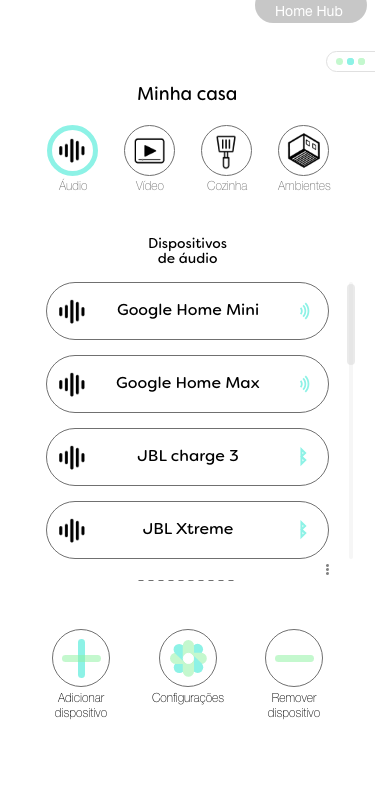 Home Hub
Minha casa
Áudio
Vídeo
Cozinha
Ambientes
Dispositivos
de áudio
Google Home Mini
Google Home Max
JBL charge 3
JBL Xtreme
Adicionar
dispositivo
Configurações
Remover
dispositivo